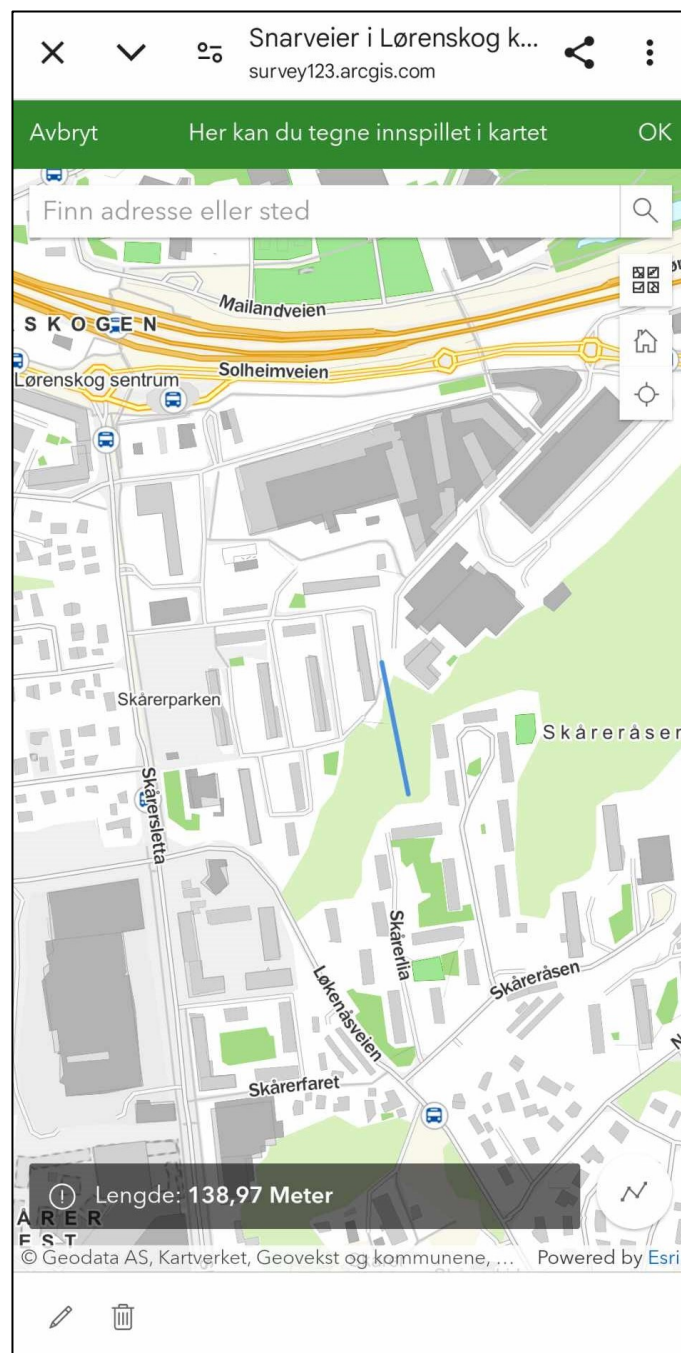 Snarveier i Lørenskog k...
survey123.arcgis.com
Avbryt
Her kan du tegne innspillet i kartet
OK
Finn adresse eller sted
Mailandveien
SKOGEN
Solheimveien
Lørenskog sentrum
Skårerparken
Skåreråsen
Skårersletta
Skårerlia
Skåreråsen
Løkenåsveien
Skårerfaret
Lengde: 138,97 Meter
© Geodata AS, Kartverket, Geovekst og kommunene, ...
Powered by Esri